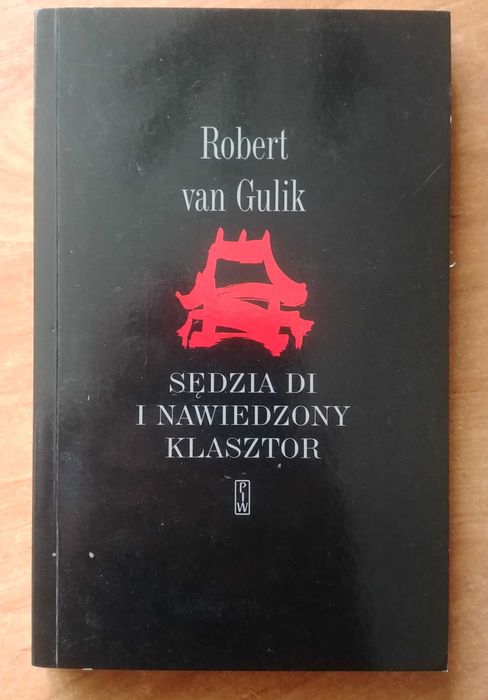 Robert
van Gulik
SĘDZIA DI
I NAWIEDZONY
KLASZTOR
PIW